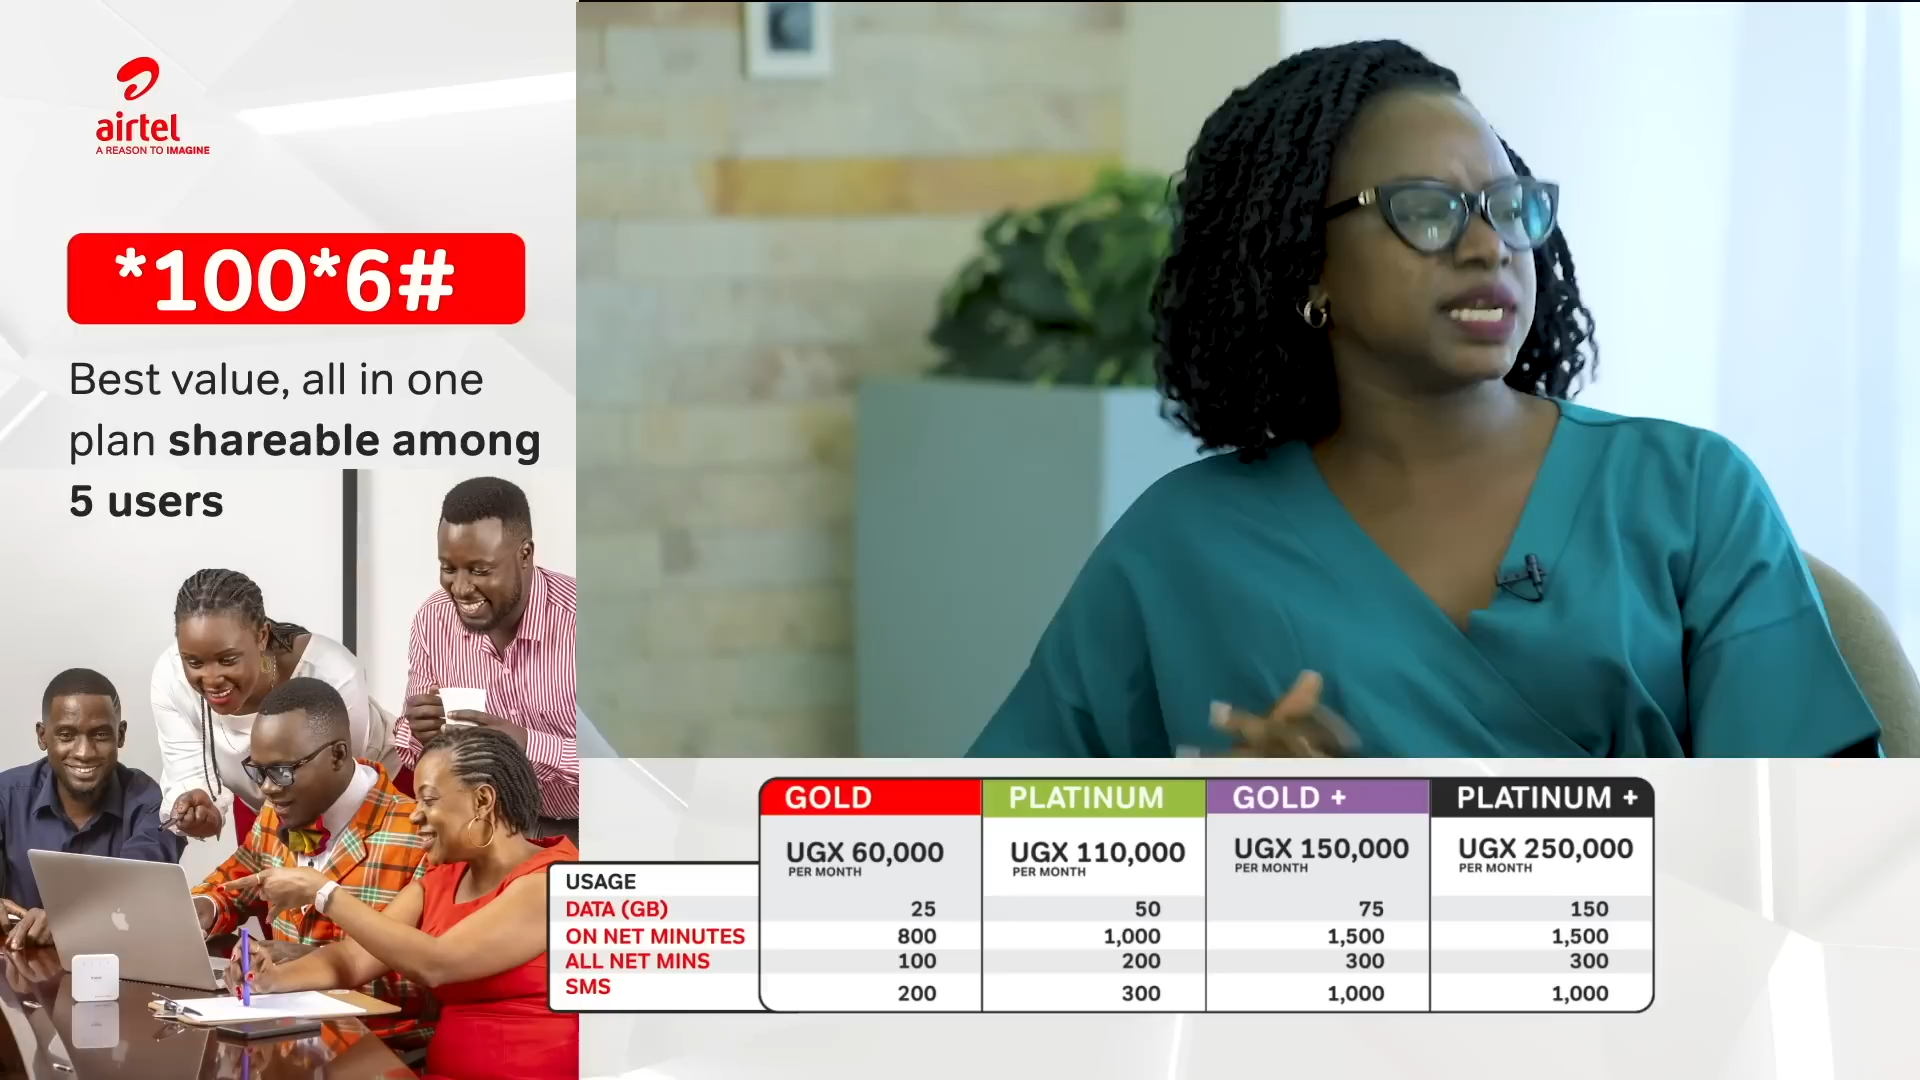 airtel
A REASON TO IMAGINE
*100*6#
Best value, all in one
plan shareable among
5 users
GOLD PLATINUM GOLD + PLATINUM +
UGX 60,000 UGX 110,000 UGX 150,000 UGX 250,000
PER MONTH PER MONTH PER MONTH PER MONTH
USAGE
DATA (GB) 25 50 75 150
ON NET MINUTES 800 1,000 1,500 1,500
ALL NET MINS 100 200 300 300
SMS 200 300 1,000 1,000